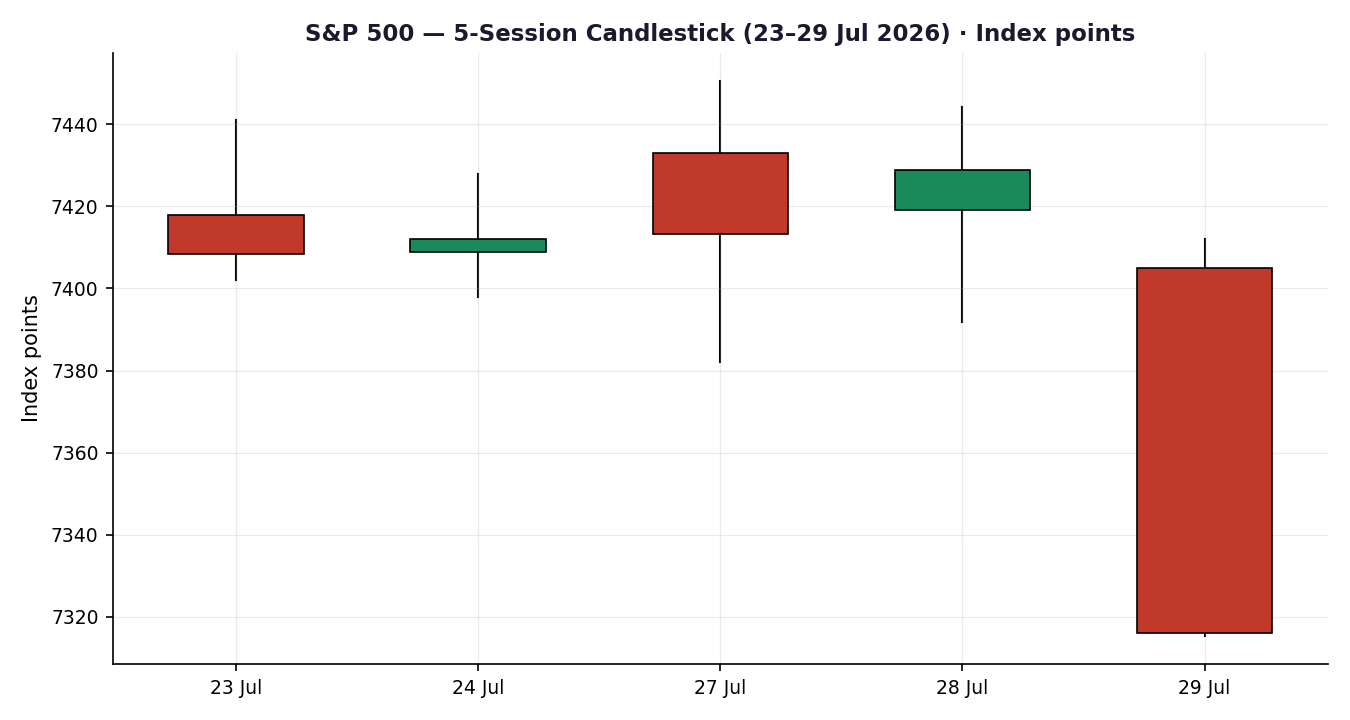 S&P 500 — 5-Session Candlestick (23–29 Jul 2026) · Index points
Index points
7440
7420
7400
7380
7360
7340
7320
23 Jul
24 Jul
27 Jul
28 Jul
29 Jul